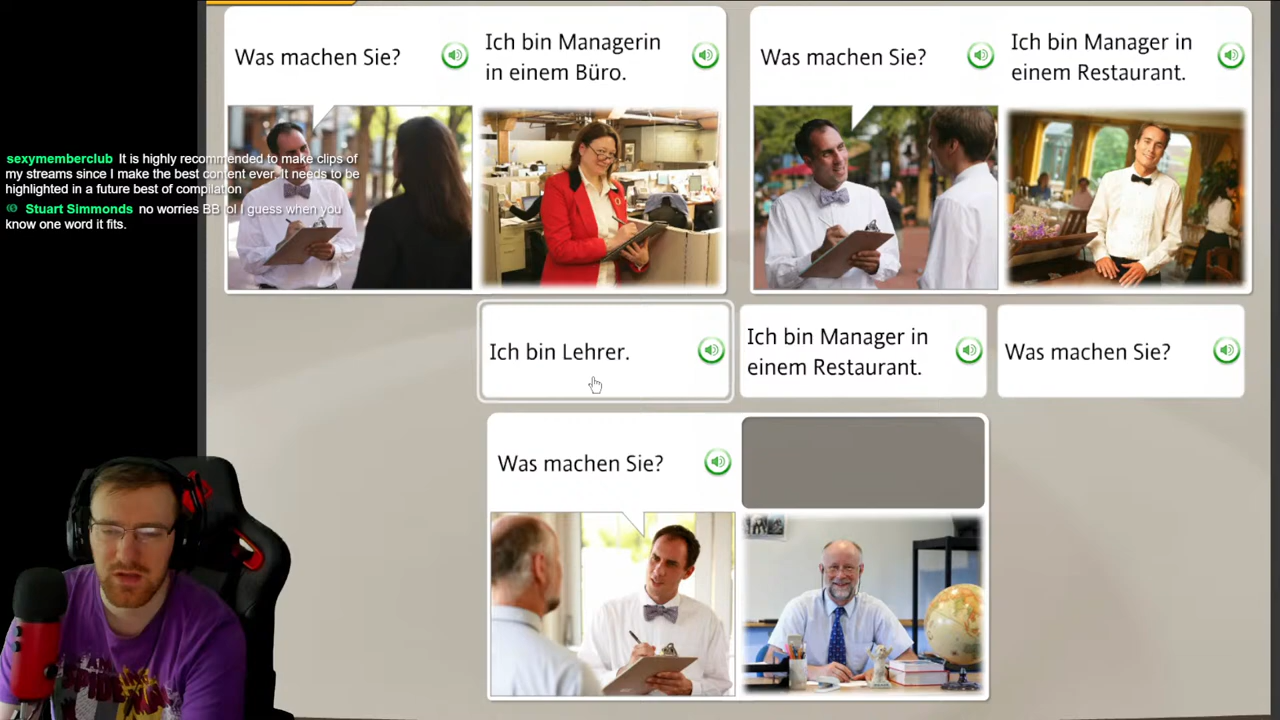 Was machen Sie?
Ich bin Managerin
in einem Büro.
Was machen Sie?
Ich bin Manager in
einem Restaurant.
sexymemberclub It is highly recommended to make clips of
my streams since I make the best content ever. It needs to be
highlighted in a future best of compilation
Stuart Simmonds no worries BB lol I guess when you
know one word it fits.
Ich bin Lehrer.
Ich bin Manager in
einem Restaurant.
Was machen Sie?
Was machen Sie?